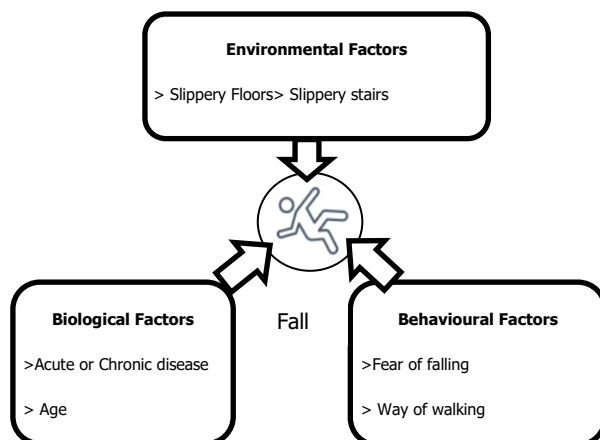 Environmental Factors
> Slippery Floors> Slippery stairs
Fall
Biological Factors
>Acute or Chronic disease
> Age
Behavioural Factors
>Fear of falling
> Way of walking